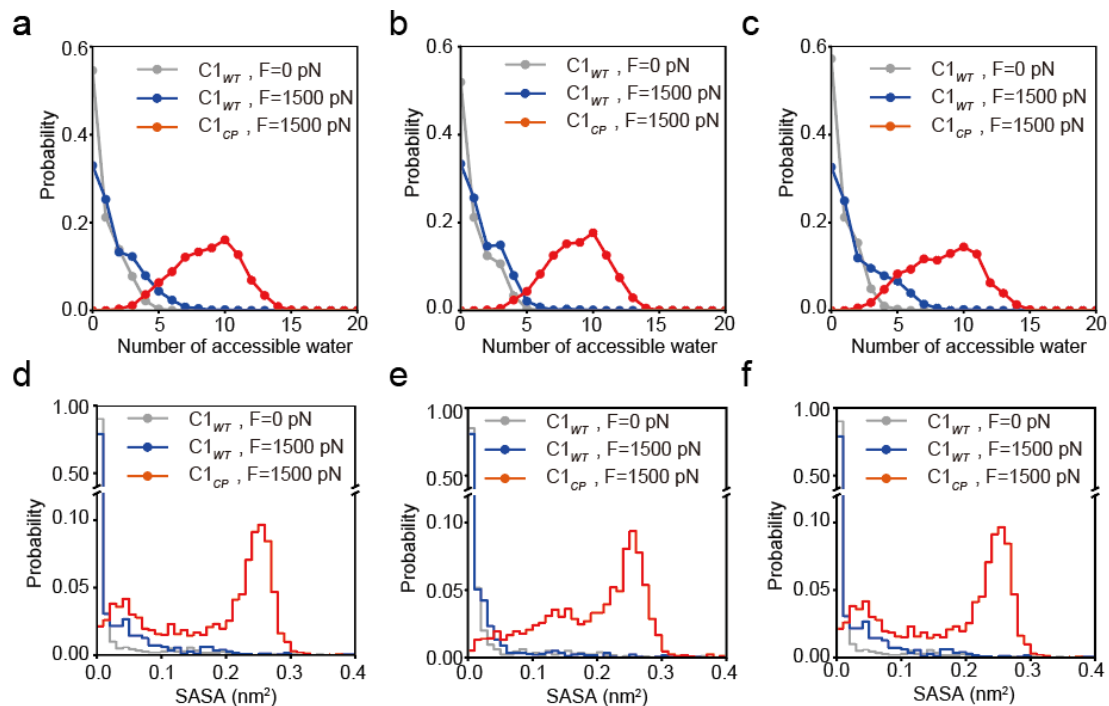 a
0.6
0.4
0.2
0.0
Probability
C1WT , F=0 pN
C1WT , F=1500 pN
C1CP , F=1500 pN
0 5 10 15 20
Number of accessible water
b
0.6
0.4
0.2
0.0
Probability
C1WT , F=0 pN
C1WT , F=1500 pN
C1CP , F=1500 pN
0 5 10 15 20
Number of accessible water
c
0.6
0.4
0.2
0.0
Probability
C1WT , F=0 pN
C1WT , F=1500 pN
C1CP , F=1500 pN
0 5 10 15 20
Number of accessible water
d
1.00
0.50
0.10
0.05
0.00
Probability
C1WT , F=0 pN
C1WT , F=1500 pN
C1CP , F=1500 pN
0.0 0.1 0.2 0.3 0.4
SASA (nm²)
e
1.00
0.50
0.10
0.05
0.00
Probability
C1WT , F=0 pN
C1WT , F=1500 pN
C1CP , F=1500 pN
0.0 0.1 0.2 0.3 0.4
SASA (nm²)
f
1.00
0.50
0.10
0.05
0.00
Probability
C1WT , F=0 pN
C1WT , F=1500 pN
C1CP , F=1500 pN
0.0 0.1 0.2 0.3 0.4
SASA (nm²)